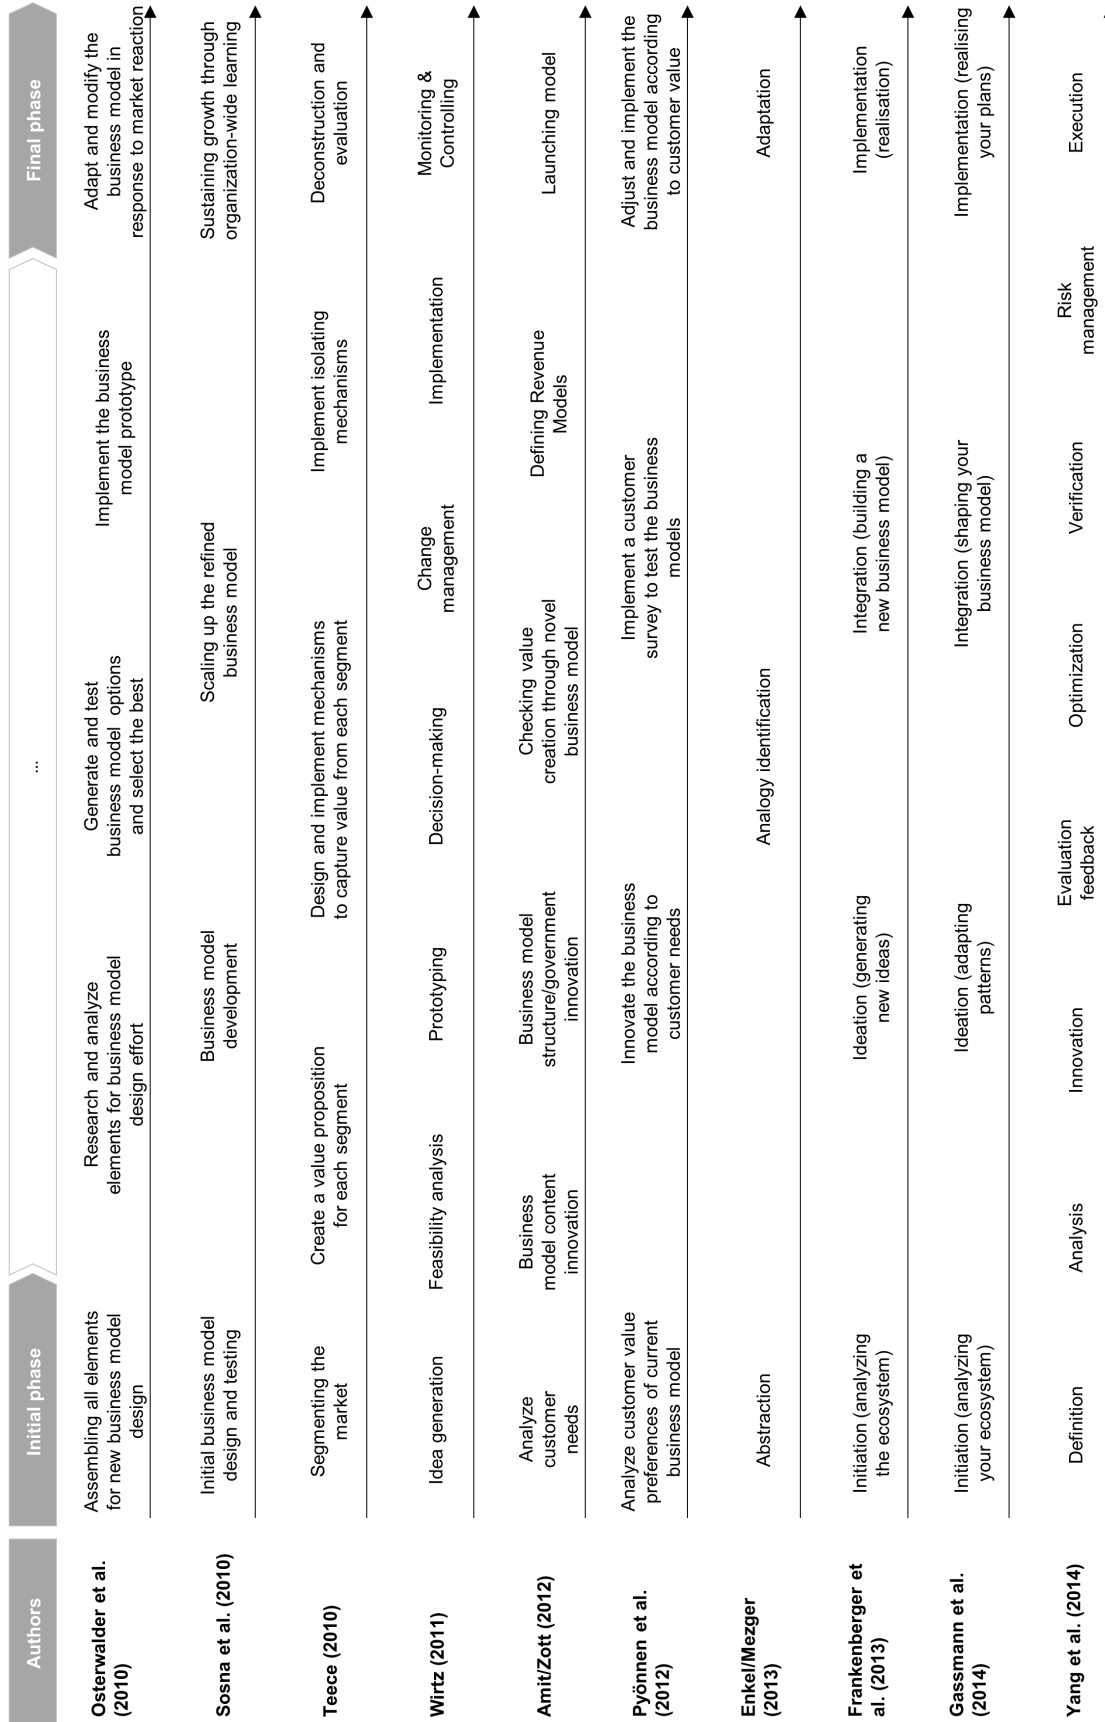 Authors
Initial phase
...
Final phase
Osterwalder et al.
(2010)
Assembling all elements
for new business model
design
Research and analyze
elements for business model
design effort
Generate and test
business model options
and select the best
Implement the business
model prototype
Adapt and modify the
business model in
response to market reaction
Sosna et al. (2010)
Initial business model
design and testing
Business model
development
Scaling up the refined
business model
Sustaining growth through
organization-wide learning
Teece (2010)
Segmenting the
market
Create a value proposition
for each segment
Design and implement mechanisms
to capture value from each segment
Implement isolating
mechanisms
Deconstruction and
evaluation
Wirtz (2011)
Idea generation
Feasibility analysis
Prototyping
Decision-making
Change
management
Implementation
Monitoring &
Controlling
Amit/Zott (2012)
Analyze
customer
needs
Business
model content
innovation
Business model
structure/government
innovation
Checking value
creation through novel
business model
Defining Revenue
Models
Launching model
Pyönnen et al.
(2012)
Analyze customer value
preferences of current
business model
Innovate the business
model according to
customer needs
Implement a customer
survey to test the business
models
Adjust and implement the
business model according
to customer value
Enkel/Mezger
(2013)
Abstraction
Analogy identification
Adaptation
Frankenberger et
al. (2013)
Initiation (analyzing
the ecosystem)
Ideation (generating
new ideas)
Integration (building a
new business model)
Implementation
(realisation)
Gassmann et al.
(2014)
Initiation (analyzing
your ecosystem)
Ideation (adapting
patterns)
Integration (shaping your
business model)
Implementation (realising
your plans)
Yang et al. (2014)
Definition
Analysis
Innovation
Evaluation
feedback
Optimization
Verification
Risk
management
Execution